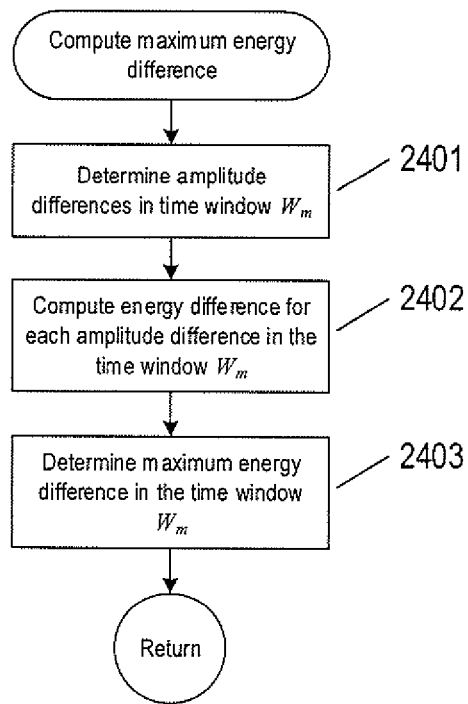 Compute maximum energy
difference
Determine amplitude
differences in time window Wm
2401
Compute energy difference for
each amplitude difference in the
time window Wm
2402
Determine maximum energy
difference in the time window
Wm
2403
Return